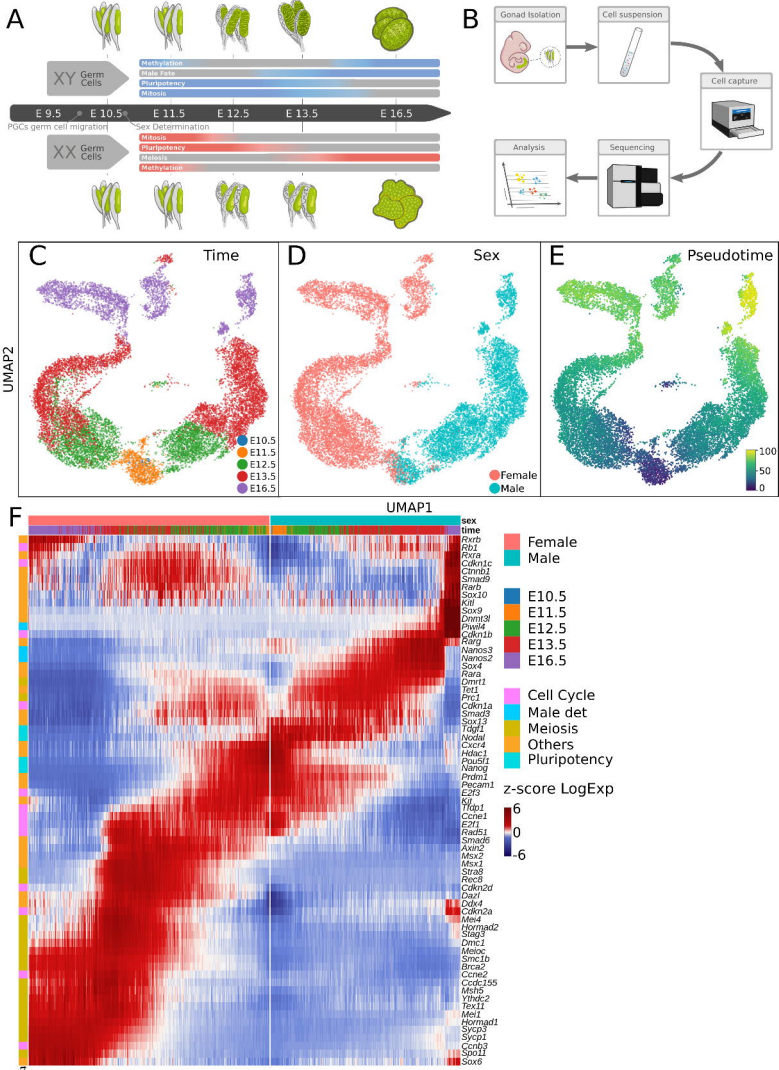 A
XY Germ Cells
Methylation
Male Fate
Pluripotency
Mitosis
E 9.5 E 10.5 E 11.5 E 12.5 E 13.5 E 16.5
PGCs germ cell migration Sex Determination
XX Germ Cells
Mitosis
Pluripotency
Meiosis
Methylation
B
Gonad Isolation
Cell suspension
Cell capture
Analysis
Sequencing
C Time
E10.5
E11.5
E12.5
E13.5
E16.5
D Sex
Female
Male
E Pseudotime
100
50
0
UMAP2
UMAP1
F
sex
time
Rxrb
Rb1
Rxra
Cdkn1c
Ctnnb1
Smad9
Rarb
Sox10
Kitl
Sox9
Dnmt3l
Piwil4
Cdkn1b
Rarg
Nanos3
Nanos2
Sox4
Rara
Dmrt1
Tet1
Prc1
Cdkn1a
Smad3
Sox13
Tdgf1
Nodal
Cxcr4
Hdac1
Pou5f1
Nanog
Prdm1
Pecam1
E2f3
Kit
Tfdp1
Ccne1
E2f1
Rad51
Smad6
Axin2
Msx2
Msx1
Stra8
Rec8
Cdkn2d
Dazl
Ddx4
Cdkn2a
Mei4
Hormad2
Stag3
Dmc1
Meioc
Smc1b
Brca2
Ccne2
Ccdc155
Msh5
Ythdc2
Tex11
Mei1
Hormad1
Sycp3
Sycp1
Ccnb3
Spo11
Sox6
Female
Male
E10.5
E11.5
E12.5
E13.5
E16.5
Cell Cycle
Male det
Meiosis
Others
Pluripotency
z-score LogExp
6
0
-6